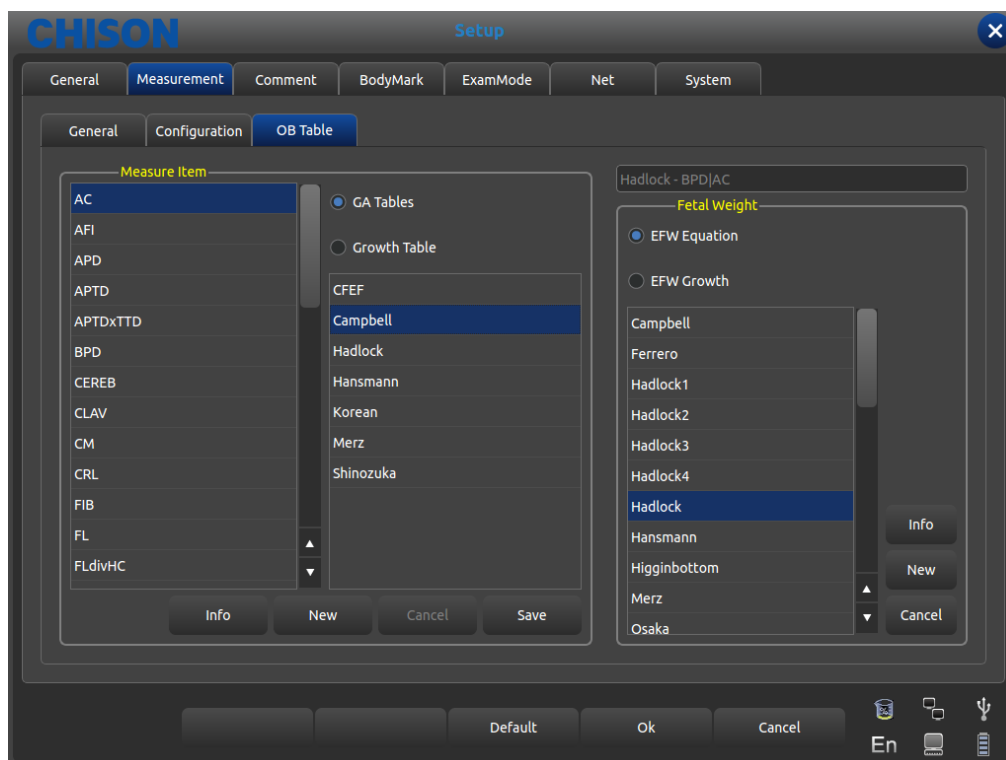 CHISON
Setup
General Measurement Comment BodyMark ExamMode Net System
General Configuration OB Table
Measure Item
AC
AFI
APD
APTD
APTDxTTD
BPD
CEREB
CLAV
CM
CRL
FIB
FL
FLdivHC
GA Tables
Growth Table
CFEF
Campbell
Hadlock
Hansmann
Korean
Merz
Shinozuka
Info New Cancel Save
Hadlock - BPD|AC
Fetal Weight
EFW Equation
EFW Growth
Campbell
Ferrero
Hadlock1
Hadlock2
Hadlock3
Hadlock4
Hadlock
Hansmann
Higginbottom
Merz
Osaka
Info
New
Cancel
Default Ok Cancel
En